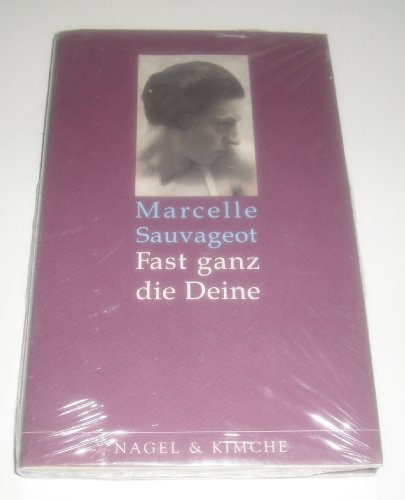 Marcelle
Sauvageot
Fast ganz
die Deine
NAGEL & KIMCHE